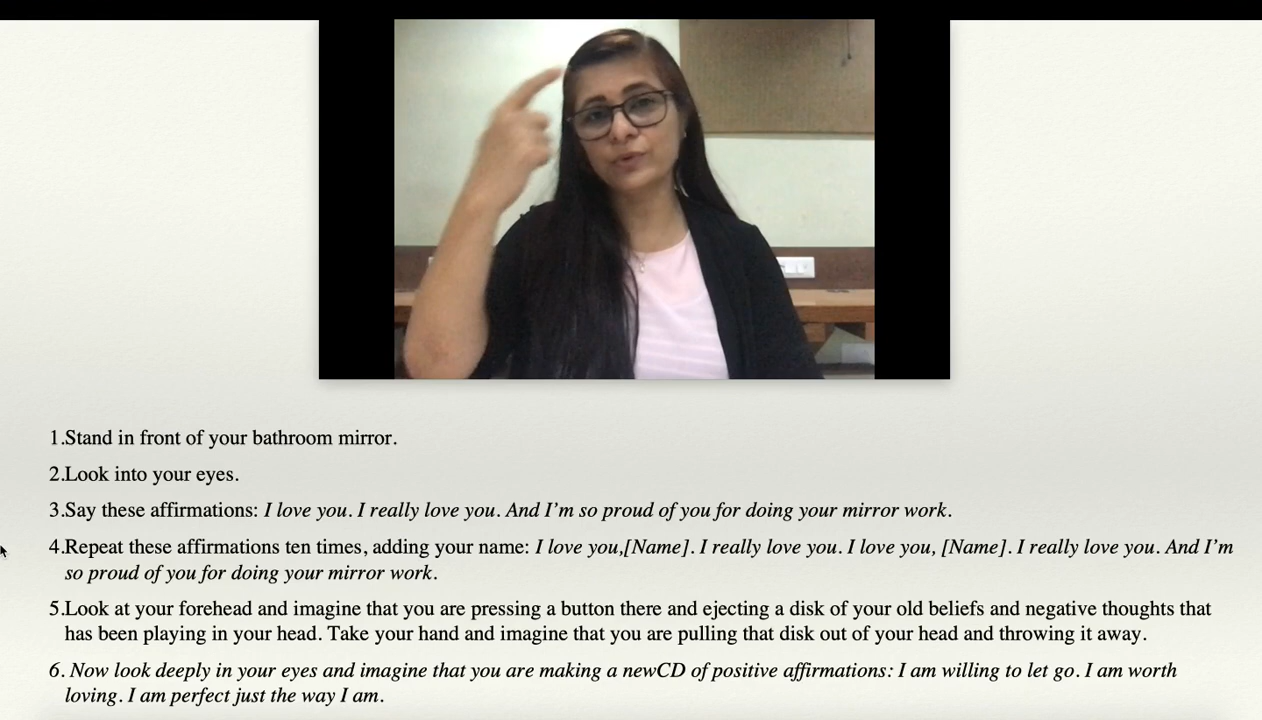 1.Stand in front of your bathroom mirror.
2.Look into your eyes.
3.Say these affirmations: I love you. I really love you. And I'm so proud of you for doing your mirror work.
4.Repeat these affirmations ten times, adding your name: I love you,[Name]. I really love you. I love you, [Name]. I really love you. And I'm
so proud of you for doing your mirror work.
5.Look at your forehead and imagine that you are pressing a button there and ejecting a disk of your old beliefs and negative thoughts that
has been playing in your head. Take your hand and imagine that you are pulling that disk out of your head and throwing it away.
6. Now look deeply in your eyes and imagine that you are making a newCD of positive affirmations: I am willing to let go. I am worth
loving. I am perfect just the way I am.